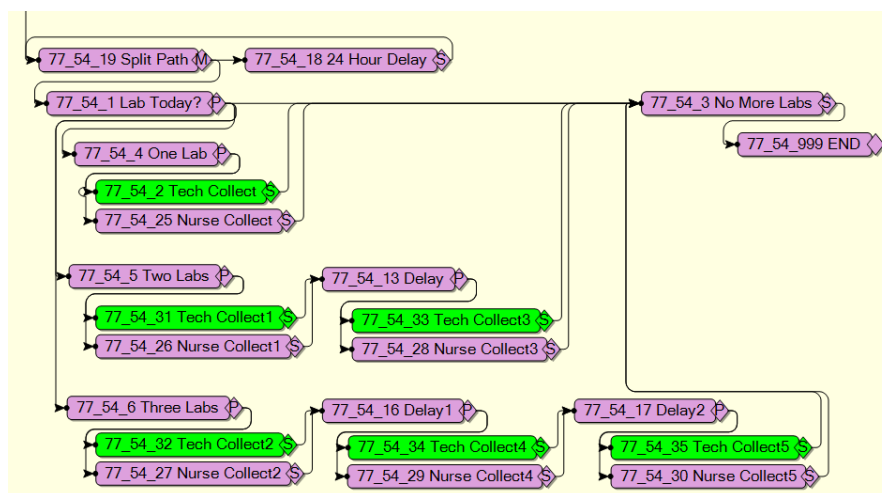 77_54_19 Split Path M
77_54_18 24 Hour Delay S
77_54_1 Lab Today? P
77_54_3 No More Labs S
77_54_999 END
77_54_4 One Lab P
77_54_2 Tech Collect S
77_54_25 Nurse Collect S
77_54_5 Two Labs P
77_54_13 Delay P
77_54_31 Tech Collect1 S
77_54_33 Tech Collect3 S
77_54_26 Nurse Collect1 S
77_54_28 Nurse Collect3 S
77_54_6 Three Labs P
77_54_16 Delay1 P
77_54_17 Delay2 P
77_54_32 Tech Collect2 S
77_54_34 Tech Collect4 S
77_54_35 Tech Collect5 S
77_54_27 Nurse Collect2 S
77_54_29 Nurse Collect4 S
77_54_30 Nurse Collect5 S